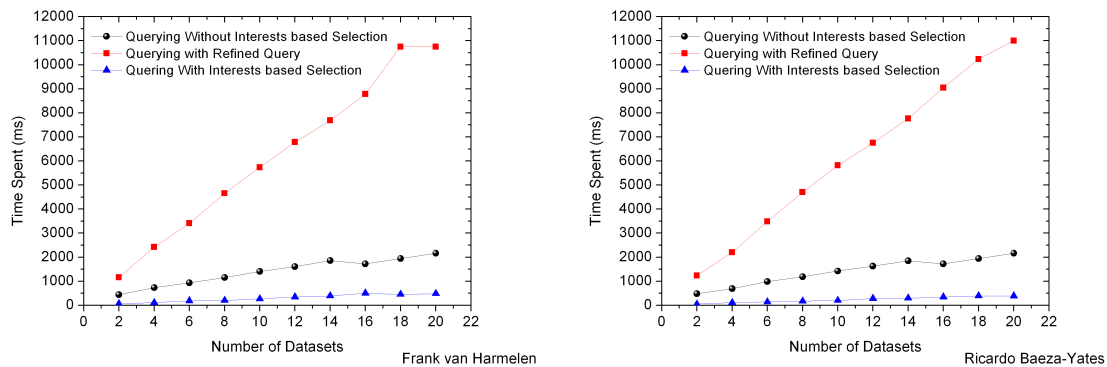 12000
11000
10000
9000
8000
7000
6000
5000
4000
3000
2000
1000
0
Time Spent (ms)
Querying Without Interests based Selection
Querying with Refined Query
Quering With Interests based Selection
0 2 4 6 8 10 12 14 16 18 20 22
Number of Datasets
Frank van Harmelen
12000
11000
10000
9000
8000
7000
6000
5000
4000
3000
2000
1000
0
Time Spent (ms)
Querying Without Interests based Selection
Querying with Refined Query
Quering With Interests based Selection
0 2 4 6 8 10 12 14 16 18 20 22
Number of Datasets
Ricardo Baeza-Yates